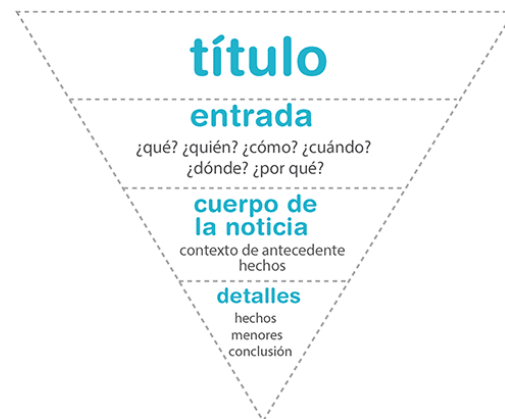 título
entrada
¿qué? ¿quién? ¿cómo? ¿cuándo?
¿dónde? ¿por qué?
cuerpo de
la noticia
contexto de antecedente
hechos
detalles
hechos
menores
conclusión